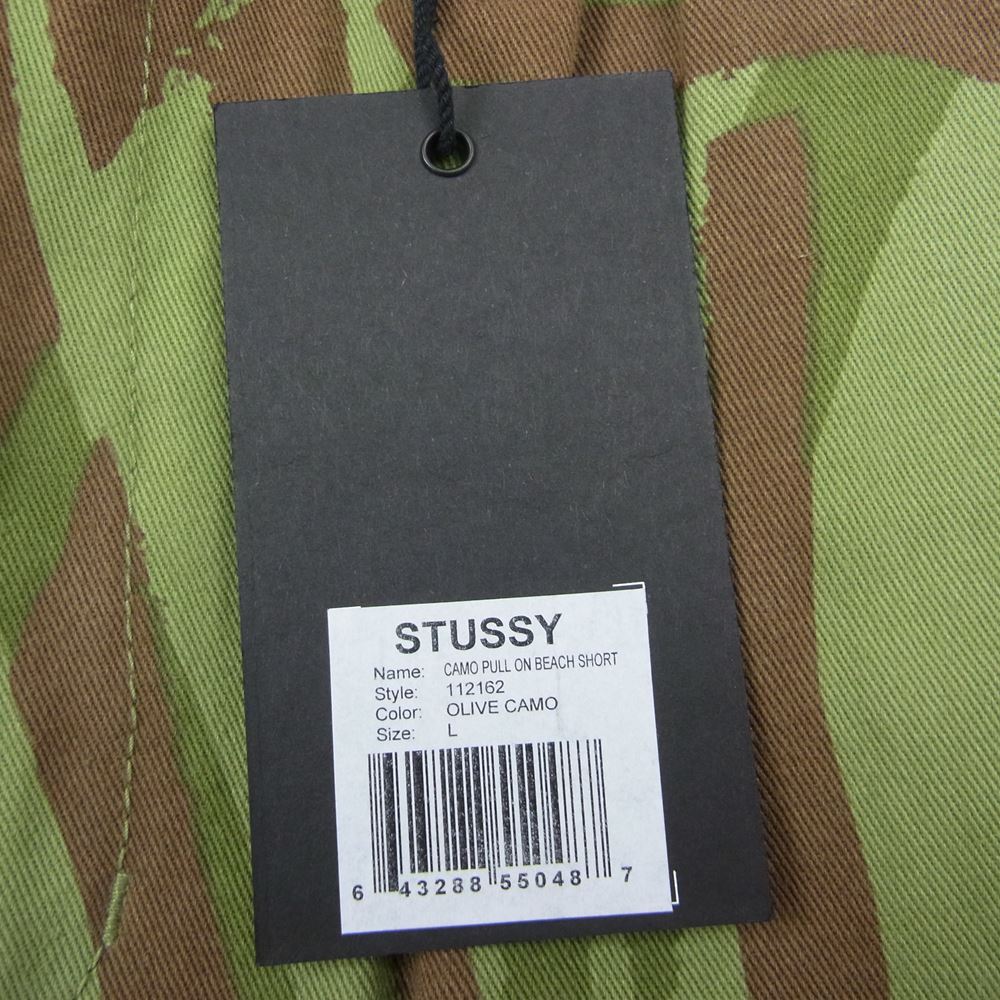 STUSSY
Name: CAMO PULL ON BEACH SHORT
Style: 112162
Color: OLIVE CAMO
Size: L
6 43288 55048 7